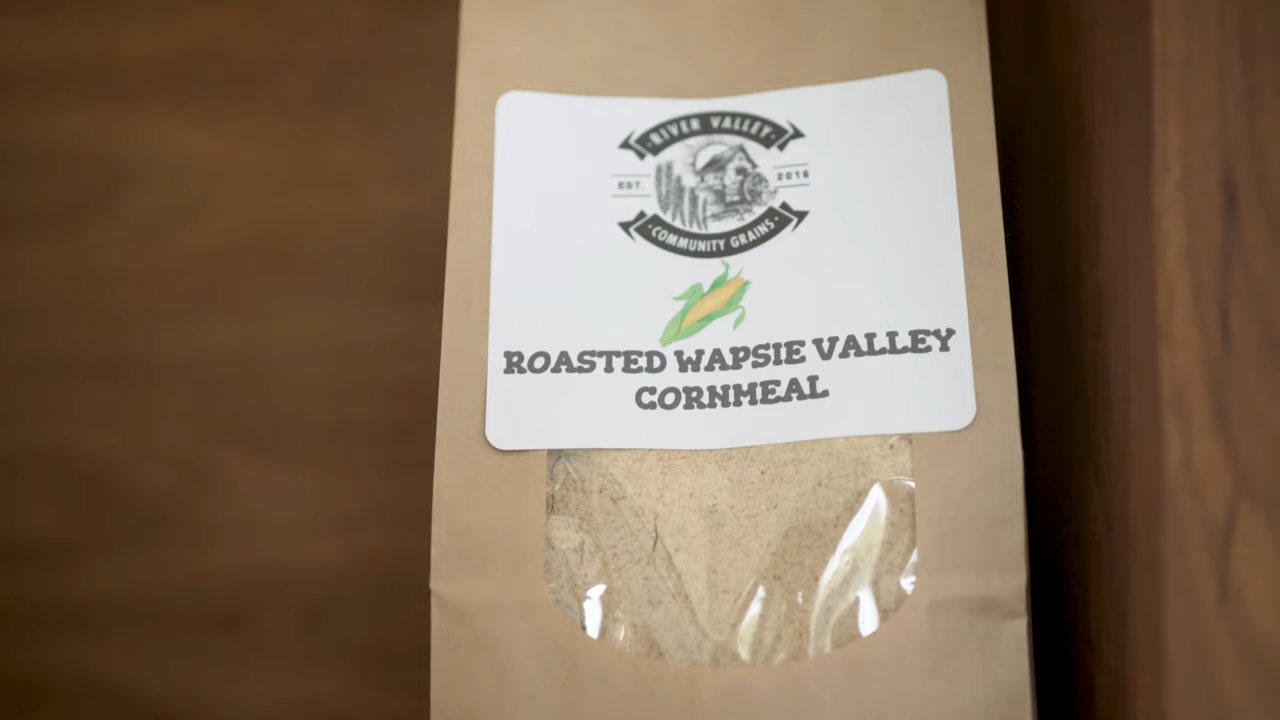 ·RIVER VALLEY·
EST. 2016
·COMMUNITY GRAINS·
ROASTED WAPSIE VALLEY
CORNMEAL